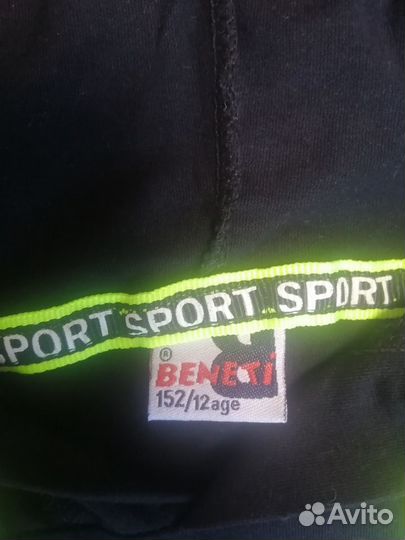 SPORT SPORT SPORT
®
BENETI
152/12age
Avito